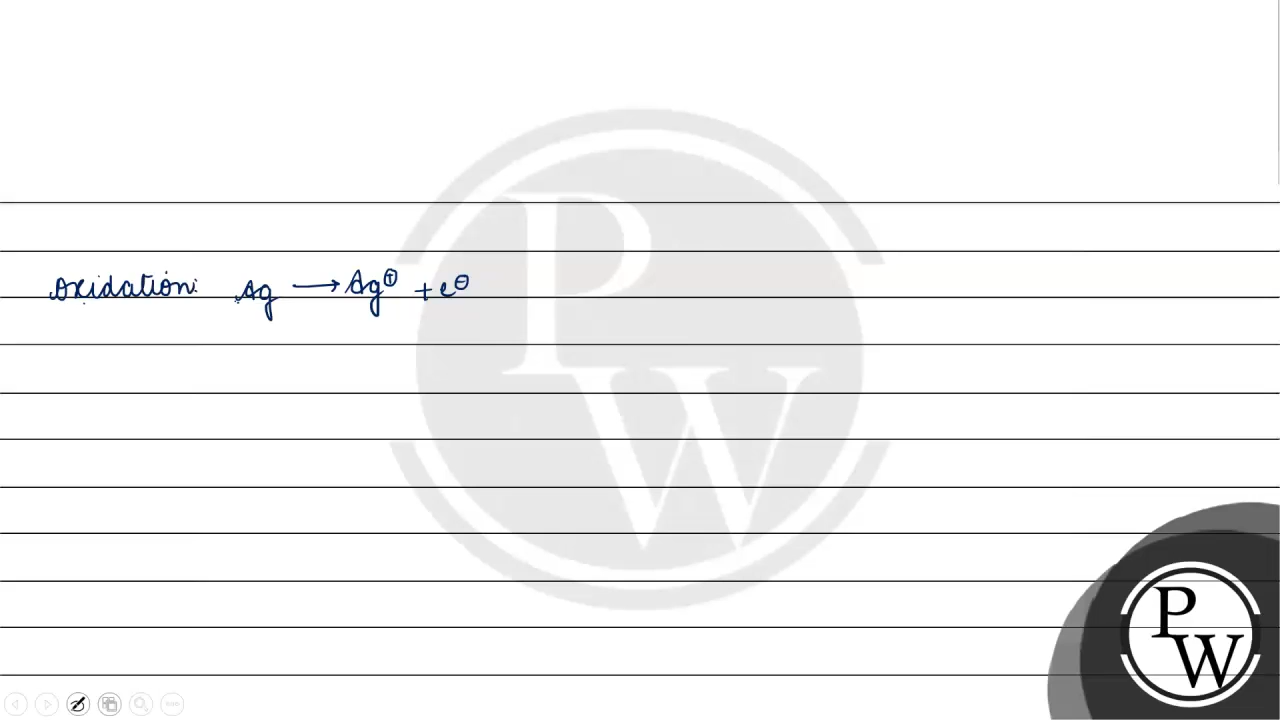 oxidation: Ag ⟶ Ag⊕ + e⊖
P
W
P
W